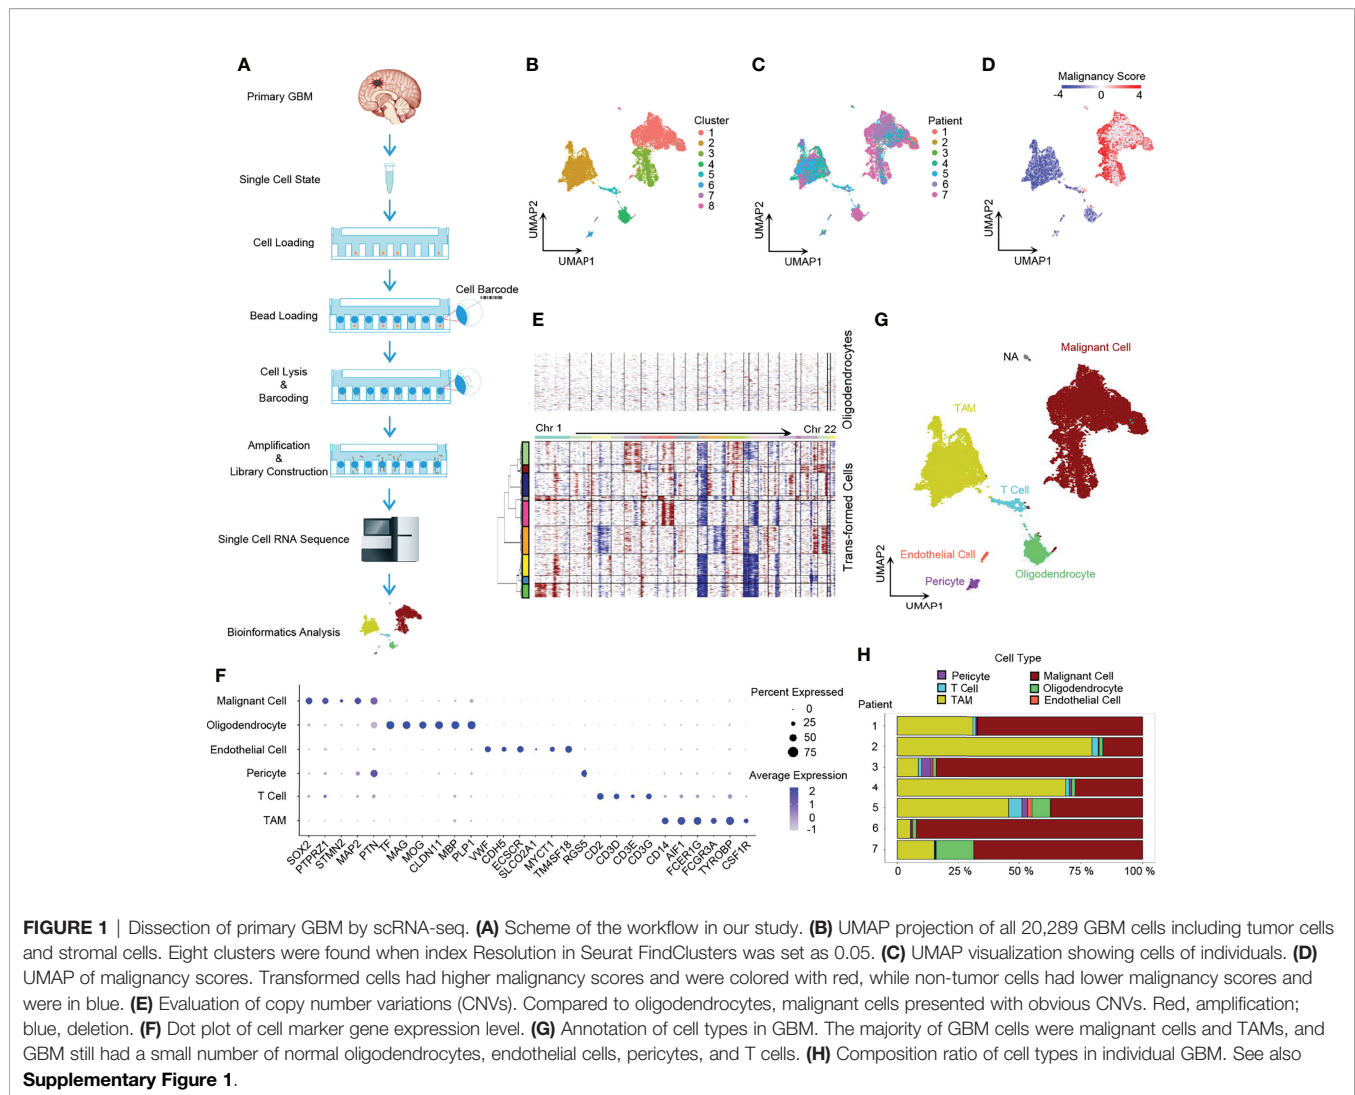 A
Primary GBM
Single Cell State
Cell Loading
Cell Barcode
Bead Loading
Cell Lysis
&
Barcoding
Amplification
&
Library Construction
Single Cell RNA Sequence
Bioinformatics Analysis
B
Cluster
1
2
3
4
5
6
7
8
UMAP2
UMAP1
C
Patient
1
2
3
4
5
6
7
UMAP2
UMAP1
D
Malignancy Score
-4 0 4
UMAP2
UMAP1
E
Oligodendrocytes
Chr 1 Chr 22
Trans-formed Cells
G
NA
Malignant Cell
TAM
T Cell
Endothelial Cell
Pericyte
Oligodendrocyte
UMAP2
UMAP1
F
Malignant Cell
Oligodendrocyte
Endothelial Cell
Pericyte
T Cell
TAM
SOX2
PTPRZ1
STMN2
MAP2
PTN
TF
MAG
MOG
CLDN11
MBP
PLP1
VWF
CDH5
ECSCR
SLCO2A1
MYCT1
TM4SF18
RGS5
CD2
CD3D
CD3E
CD3G
CD14
AIF1
FCER1G
FCGR3A
TYROBP
CSF1R
Percent Expressed
0
25
50
75
Average Expression
2
1
0
-1
H
Cell Type
Pericyte Malignant Cell
T Cell Oligodendrocyte
TAM Endothelial Cell
Patient
1
2
3
4
5
6
7
0 25 % 50 % 75 % 100 %
FIGURE 1 | Dissection of primary GBM by scRNA-seq. (A) Scheme of the workflow in our study. (B) UMAP projection of all 20,289 GBM cells including tumor cells
and stromal cells. Eight clusters were found when index Resolution in Seurat FindClusters was set as 0.05. (C) UMAP visualization showing cells of individuals. (D)
UMAP of malignancy scores. Transformed cells had higher malignancy scores and were colored with red, while non-tumor cells had lower malignancy scores and
were in blue. (E) Evaluation of copy number variations (CNVs). Compared to oligodendrocytes, malignant cells presented with obvious CNVs. Red, amplification;
blue, deletion. (F) Dot plot of cell marker gene expression level. (G) Annotation of cell types in GBM. The majority of GBM cells were malignant cells and TAMs, and
GBM still had a small number of normal oligodendrocytes, endothelial cells, pericytes, and T cells. (H) Composition ratio of cell types in individual GBM. See also
Supplementary Figure 1.